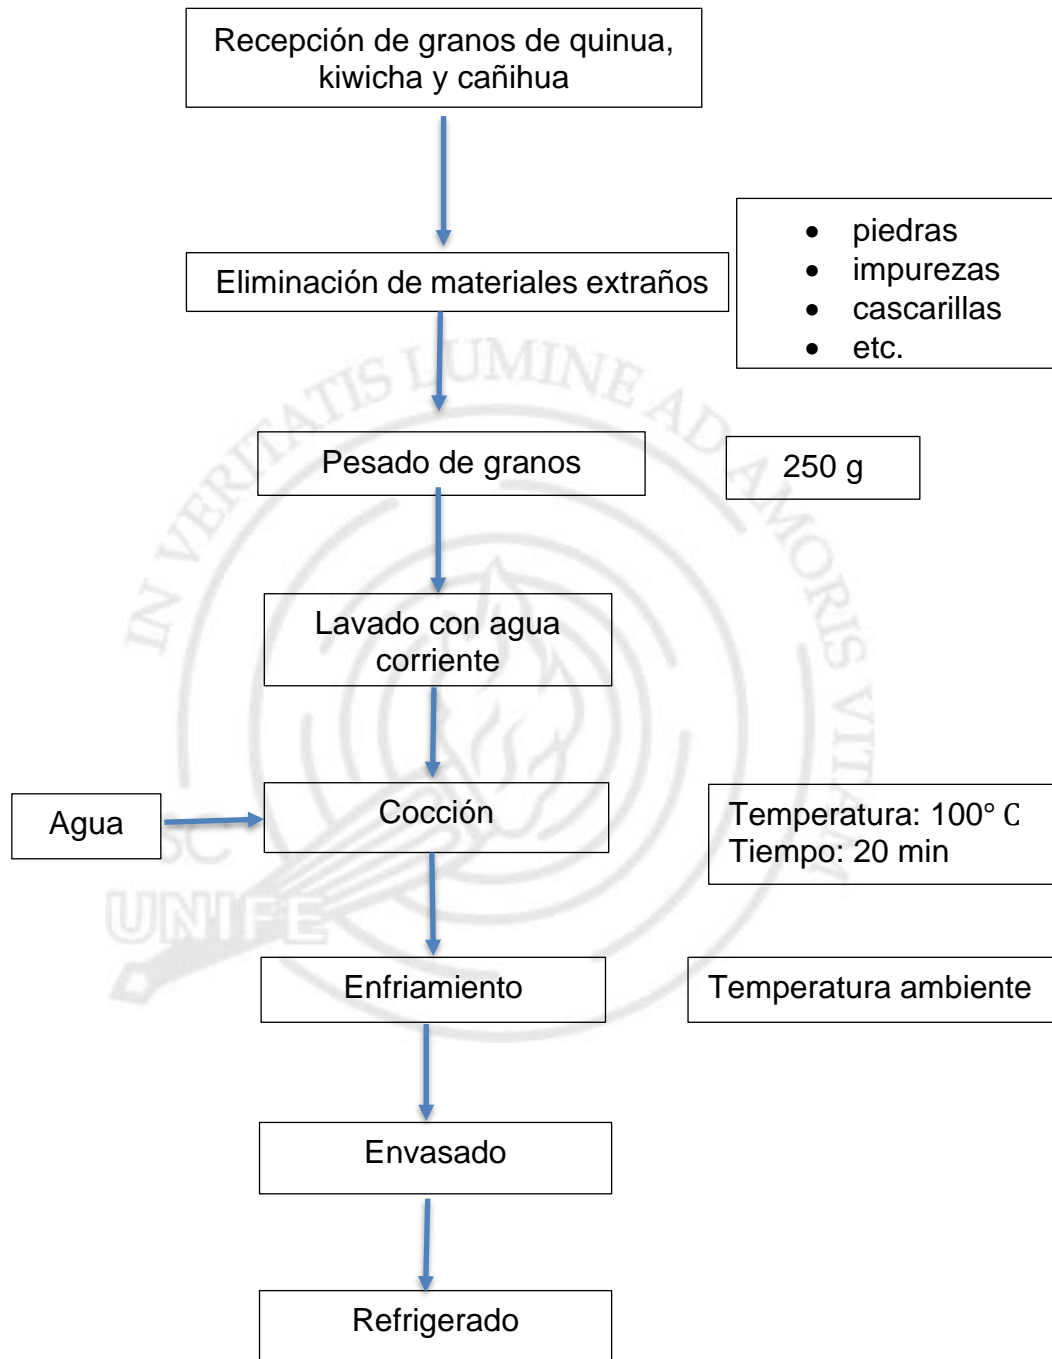 Recepción de granos de quinua,
kiwicha y cañihua
Eliminación de materiales extraños
• piedras
• impurezas
• cascarillas
• etc.
Pesado de granos
250 g
Lavado con agua
corriente
Agua
Cocción
Temperatura: 100° C
Tiempo: 20 min
Enfriamiento
Temperatura ambiente
Envasado
Refrigerado
IN VERITATIS LUMINE AD AMORIS VITAM
SC
UNIFE